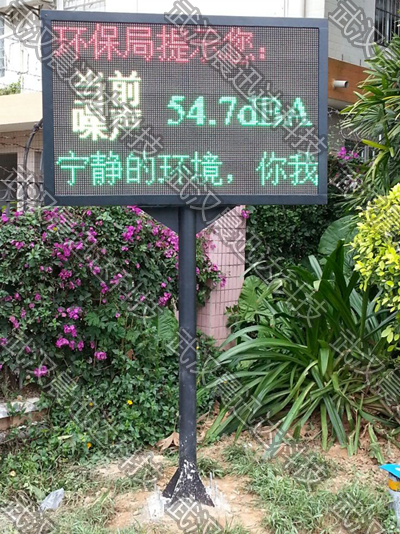 环保局提示您:
当前
噪声
54.7dBA
宁静的环境，你我